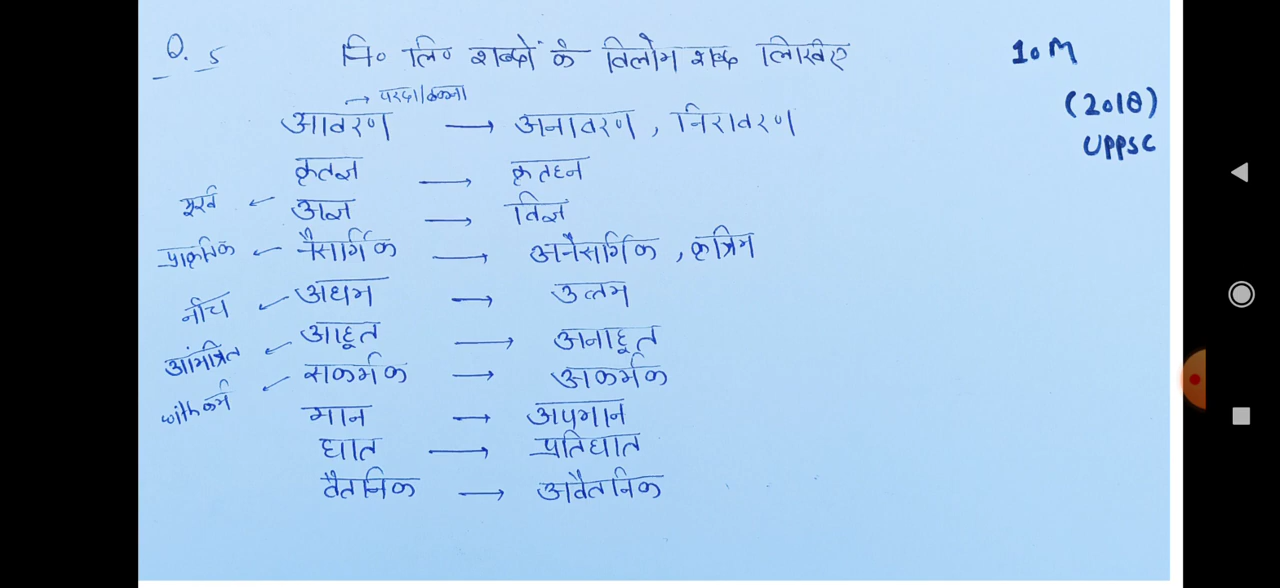 Q. 5 नि० लि० शब्दों के विलोम शब्द लिखिए 10 M
(2018)
→ परदा/ढकना
आवरण → अनावरण, निरावरण
UPPSC
कृतज्ञ → कृतघ्न
मूर्ख ← अज्ञ → विज्ञ
प्राकृतिक ← नैसर्गिक → अनैसर्गिक, कृत्रिम
नीच ← अधम → उत्तम
आमंत्रित ← आहूत → अनाहूत
with कर्म ← सकर्मक → अकर्मक
मान → अपमान
घात → प्रतिघात
वैतनिक → अवैतनिक